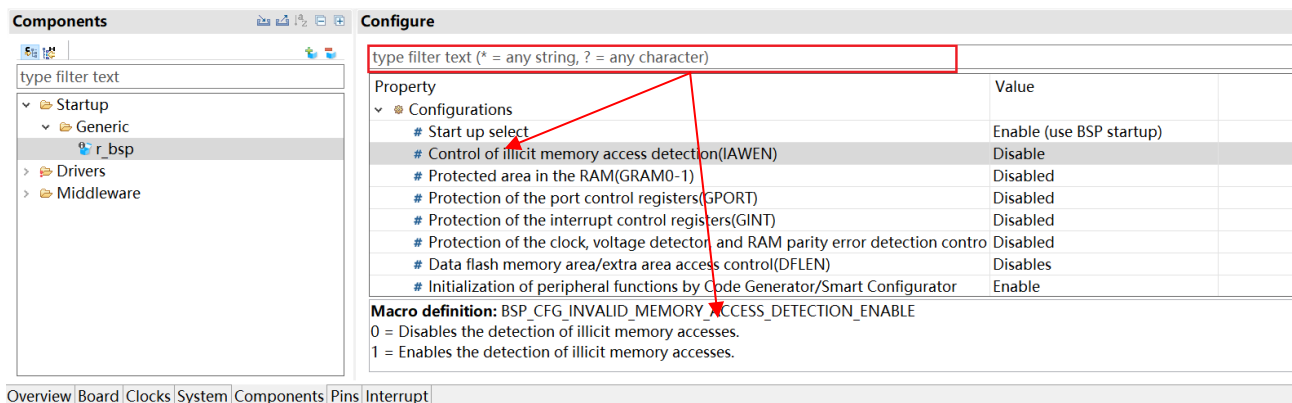 Components
Configure
type filter text (* = any string, ? = any character)
type filter text
Startup
Generic
r_bsp
Drivers
Middleware
Property Value
Configurations
# Start up select Enable (use BSP startup)
# Control of illicit memory access detection(IAWEN) Disable
# Protected area in the RAM(GRAM0-1) Disabled
# Protection of the port control registers(GPORT) Disabled
# Protection of the interrupt control registers(GINT) Disabled
# Protection of the clock, voltage detector, and RAM parity error detection contro Disabled
# Data flash memory area/extra area access control(DFLEN) Disables
# Initialization of peripheral functions by Code Generator/Smart Configurator Enable
Macro definition: BSP_CFG_INVALID_MEMORY_ACCESS_DETECTION_ENABLE
0 = Disables the detection of illicit memory accesses.
1 = Enables the detection of illicit memory accesses.
Overview Board Clocks System Components Pins Interrupt